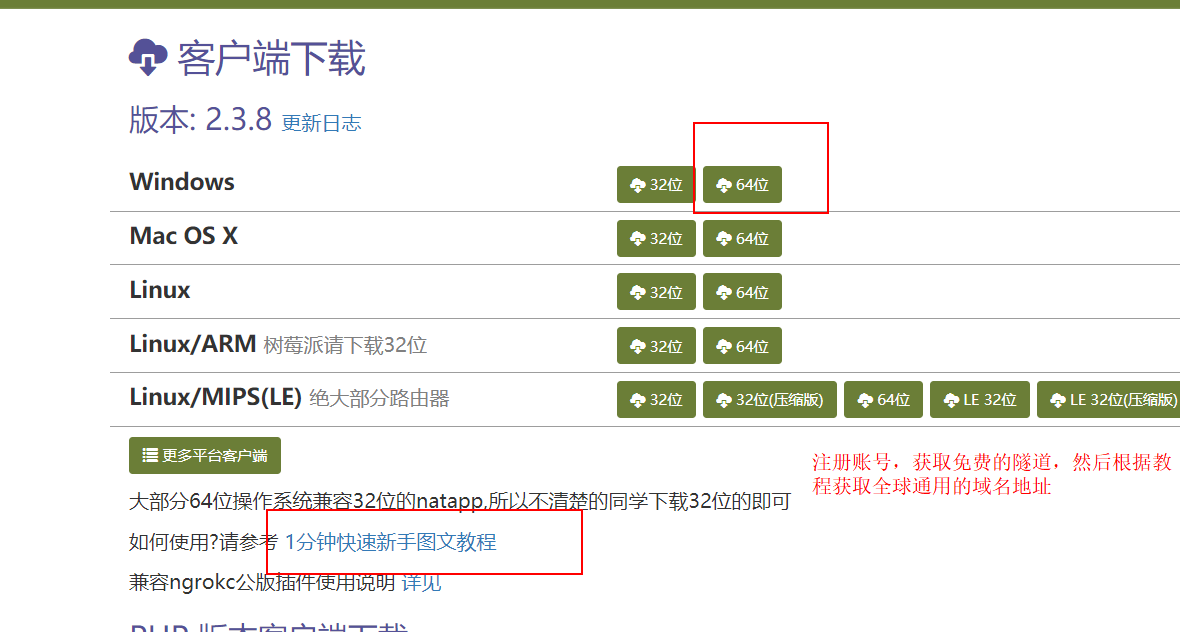 客户端下载
版本: 2.3.8 更新日志
Windows 32位 64位
Mac OS X 32位 64位
Linux 32位 64位
Linux/ARM 树莓派请下载32位 32位 64位
Linux/MIPS(LE) 绝大部分路由器 32位 32位(压缩版) 64位 LE 32位 LE 32位(压缩版)
更多平台客户端
注册账号，获取免费的隧道，然后根据教
程获取全球通用的域名地址
大部分64位操作系统兼容32位的natapp,所以不清楚的同学下载32位的即可
如何使用?请参考 1分钟快速新手图文教程
兼容ngrokc公版插件使用说明 详见
PHP 版本客户端下载